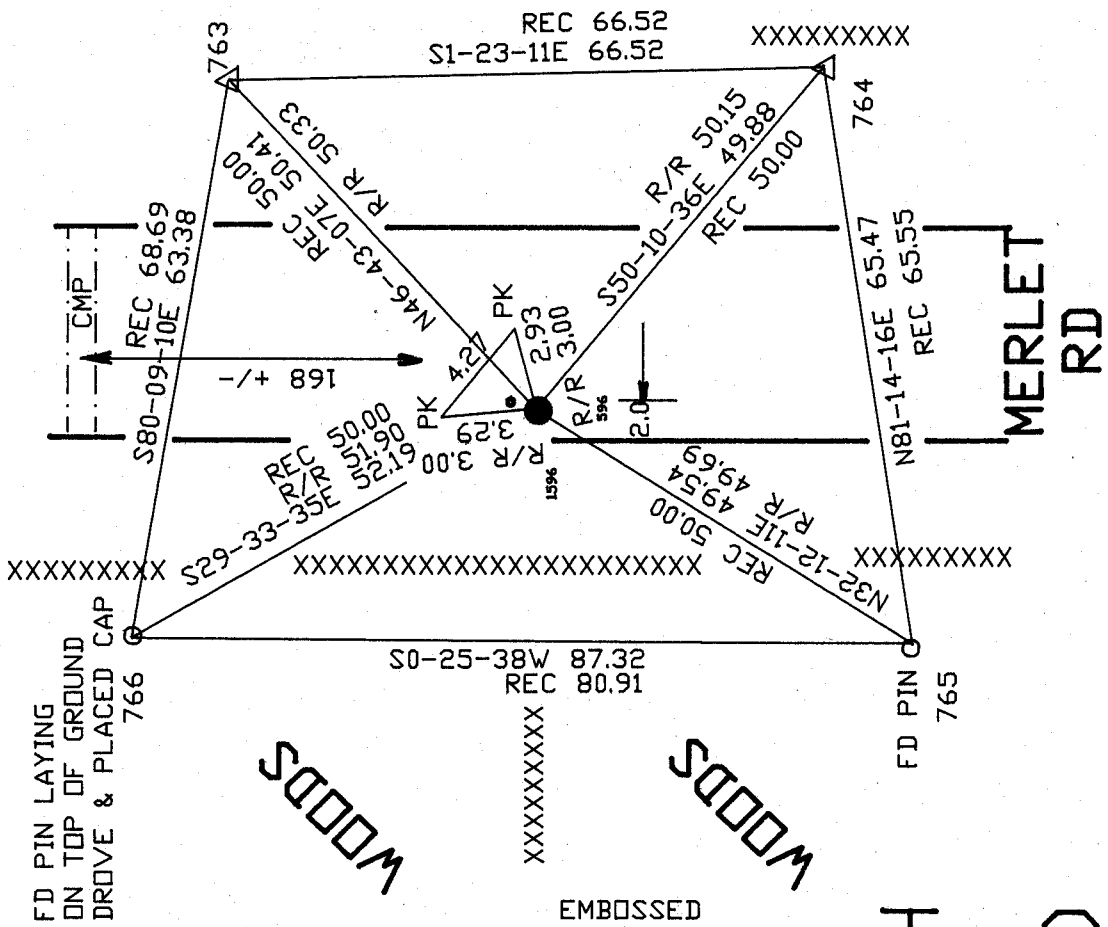 REC 66.52
S1-23-11E 66.52
XXXXXXXXX
763
764
R/R 50.33
REC 50.00
50.41
N46-43-07E
R/R 50.15
S50-10-36E 49.88
REC 50.00
CMP
REC 68.69
S80-09-10E 63.38
168 +/-
PK
PK
4.2
2.93
3.00
R/R
596
2.0
3.29
3.00
R/R
1596
REC 50.00
R/R 51.90
S29-33-35E 52.19
N32-12-11E 49.54
R/R 49.69
REC 50.00
N81-14-16E 65.47
REC 65.55
MERLET
RD
XXXXXXXXX
XXXXXXXXXXXXXXXXXXXXXXX
XXXXXXXXX
FD PIN LAYING
ON TOP OF GROUND
DROVE & PLACED CAP
766
S0-25-38W 87.32
REC 80.91
FD PIN
765
XXXXXXXXX
WOODS
WOODS
EMBOSSED